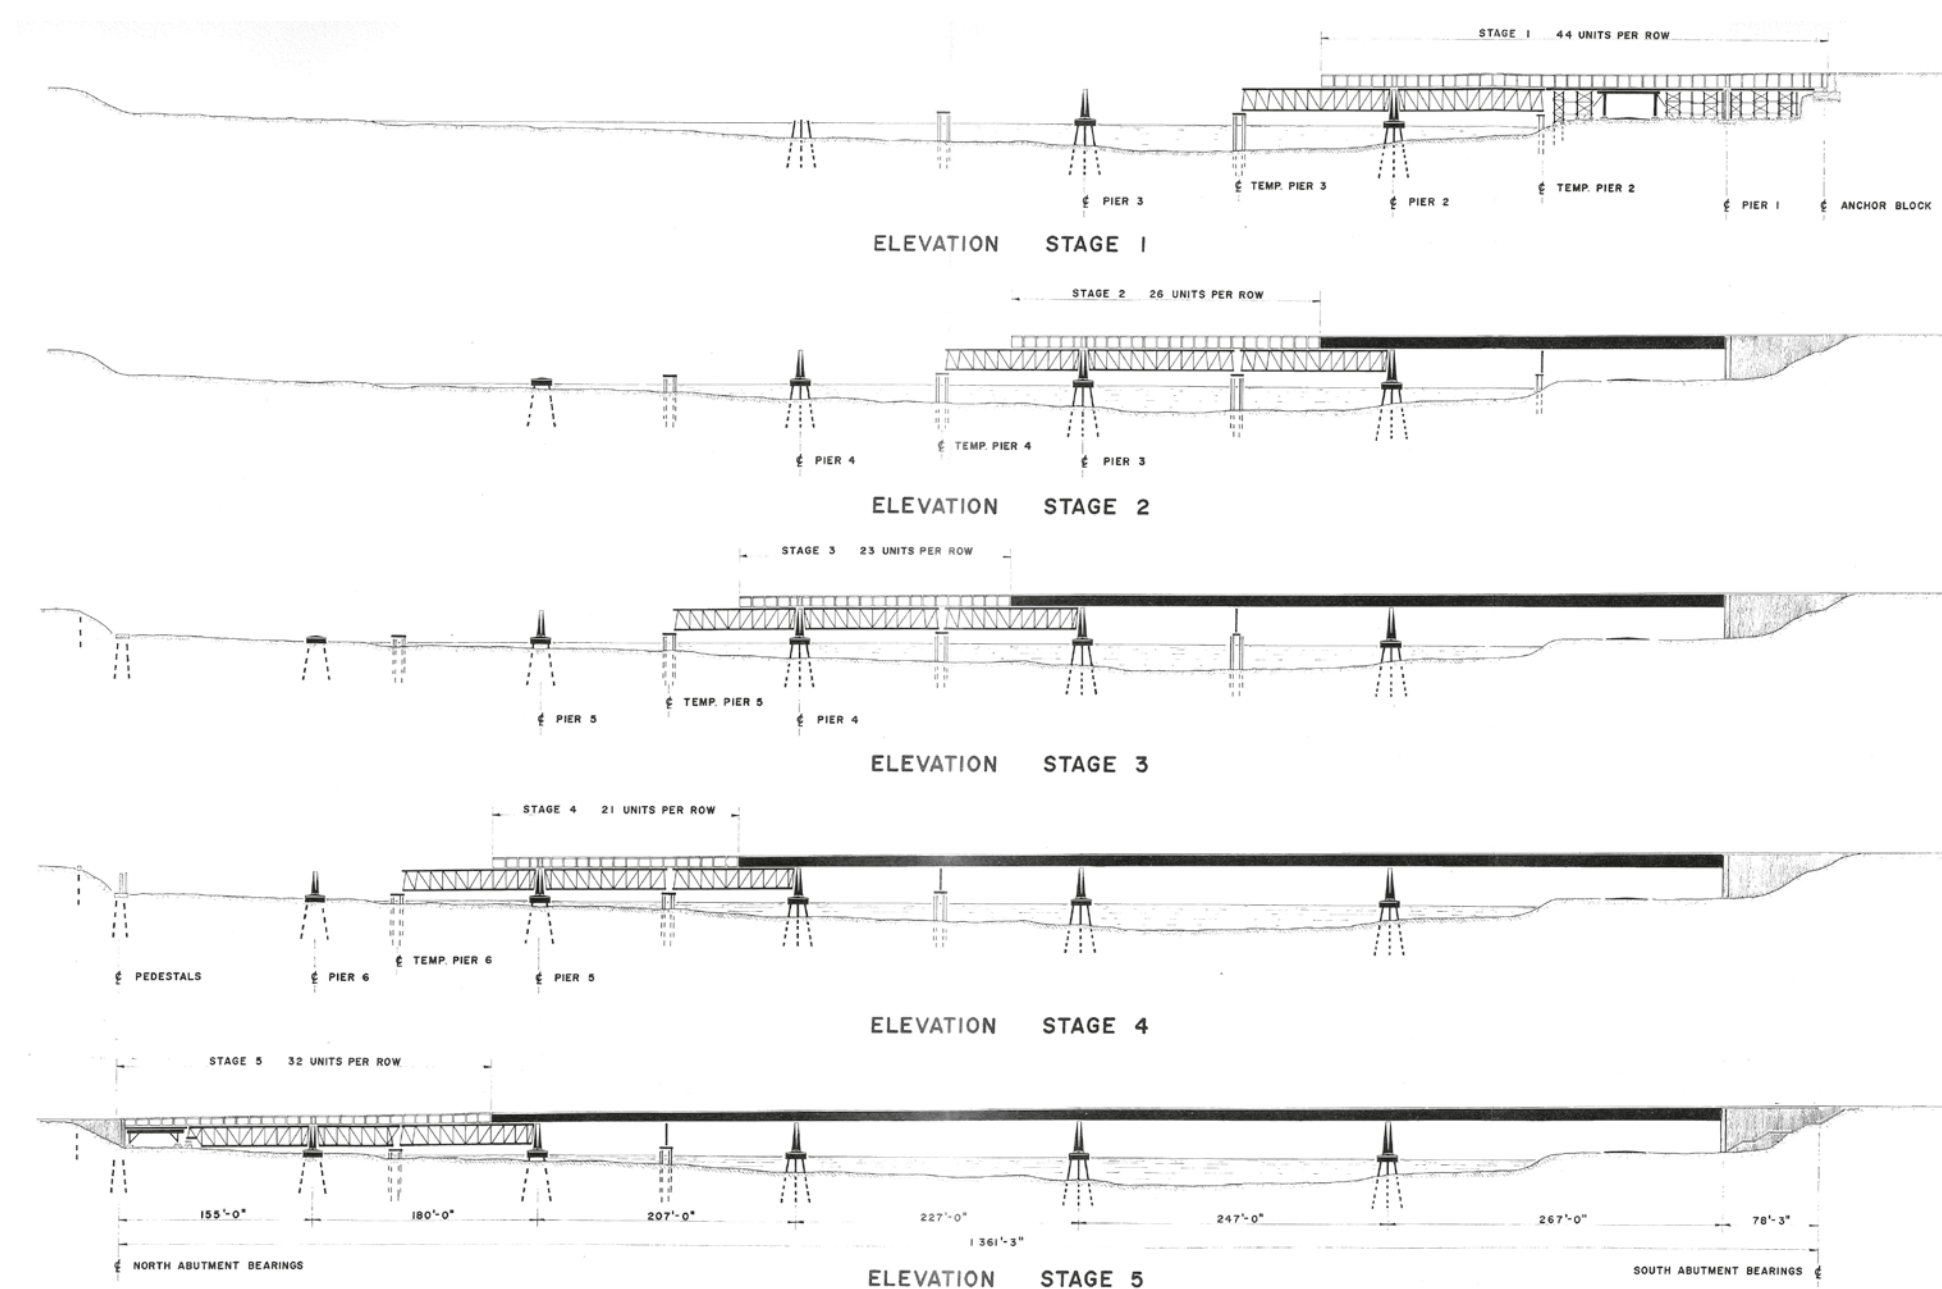 STAGE 1 44 UNITS PER ROW
℄ PIER 3
℄ TEMP. PIER 3
℄ PIER 2
℄ TEMP. PIER 2
℄ PIER 1
℄ ANCHOR BLOCK
ELEVATION STAGE 1
STAGE 2 26 UNITS PER ROW
℄ PIER 4
℄ TEMP. PIER 4
℄ PIER 3
ELEVATION STAGE 2
STAGE 3 23 UNITS PER ROW
℄ PIER 5
℄ TEMP. PIER 5
℄ PIER 4
ELEVATION STAGE 3
STAGE 4 21 UNITS PER ROW
℄ PEDESTALS
℄ PIER 6
℄ TEMP. PIER 6
℄ PIER 5
ELEVATION STAGE 4
STAGE 5 32 UNITS PER ROW
155'-0" 180'-0" 207'-0" 227'-0" 247'-0" 267'-0" 78'-3"
1361'-3"
℄ NORTH ABUTMENT BEARINGS
SOUTH ABUTMENT BEARINGS ℄
ELEVATION STAGE 5